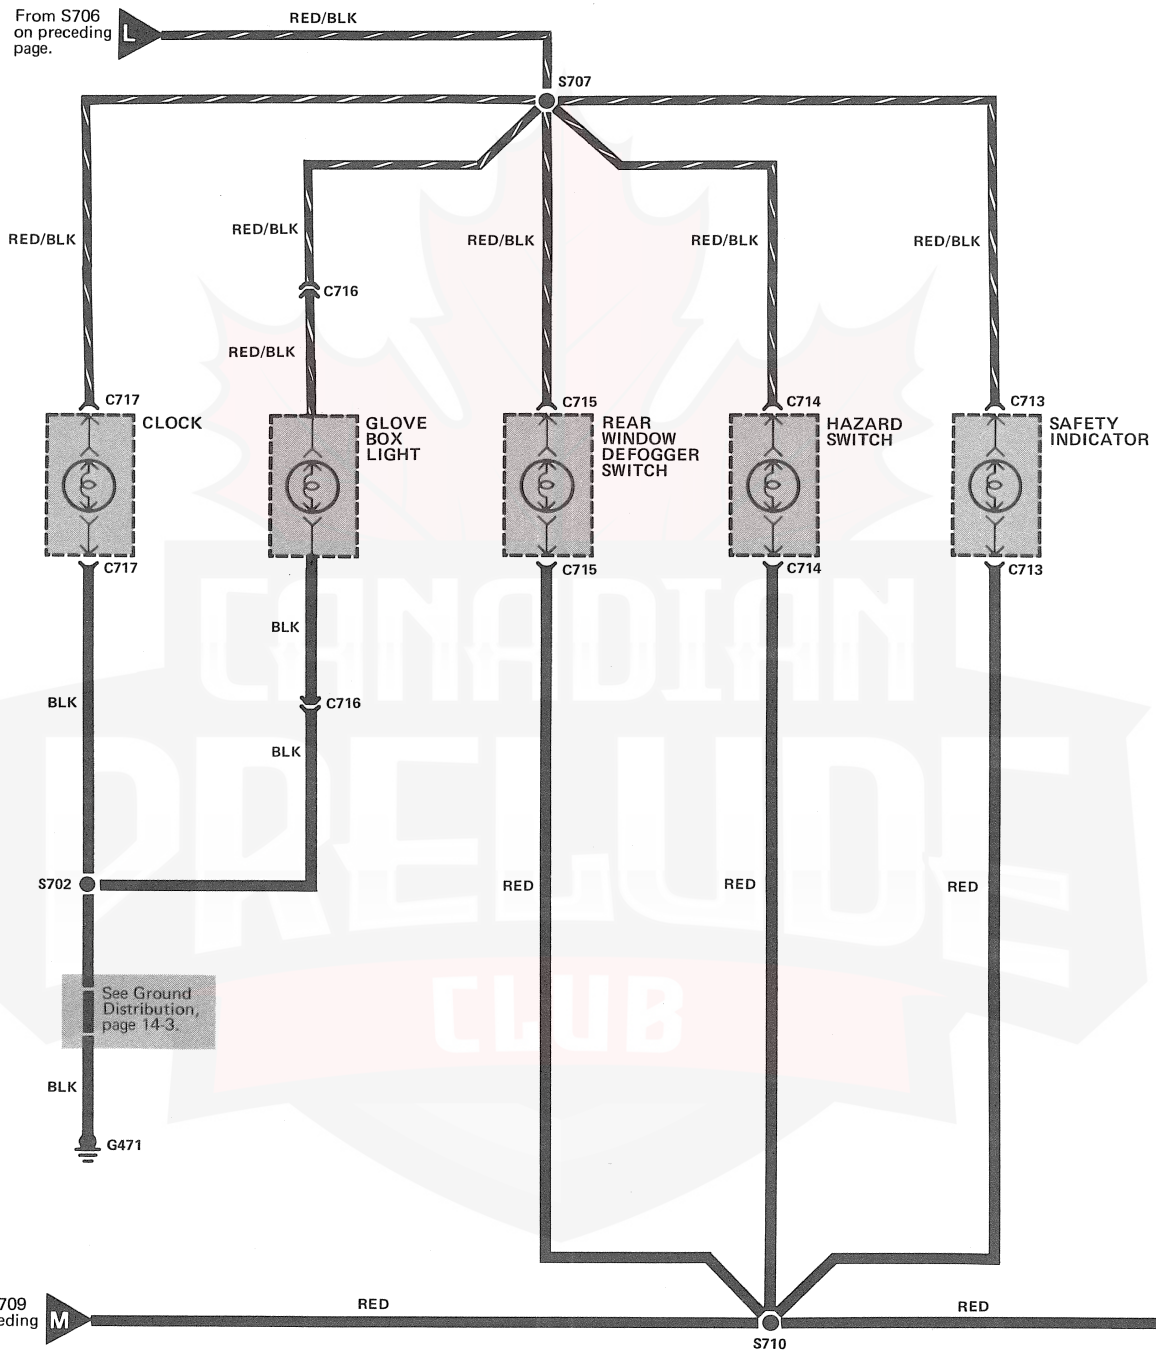 From S706
on preceding
page.
L
RED/BLK
S707
RED/BLK
RED/BLK
RED/BLK
RED/BLK
RED/BLK
C716
RED/BLK
C717
CLOCK
GLOVE
BOX
LIGHT
C715
REAR
WINDOW
DEFOGGER
SWITCH
C714
HAZARD
SWITCH
C713
SAFETY
INDICATOR
C717
C715
C714
C713
CANADIAN
BLK
BLK
C716
BLK
PRELUDE
S702
RED
RED
RED
See Ground
Distribution,
page 14-3.
CLUB
BLK
G471
709
eding
M
RED
RED
S710